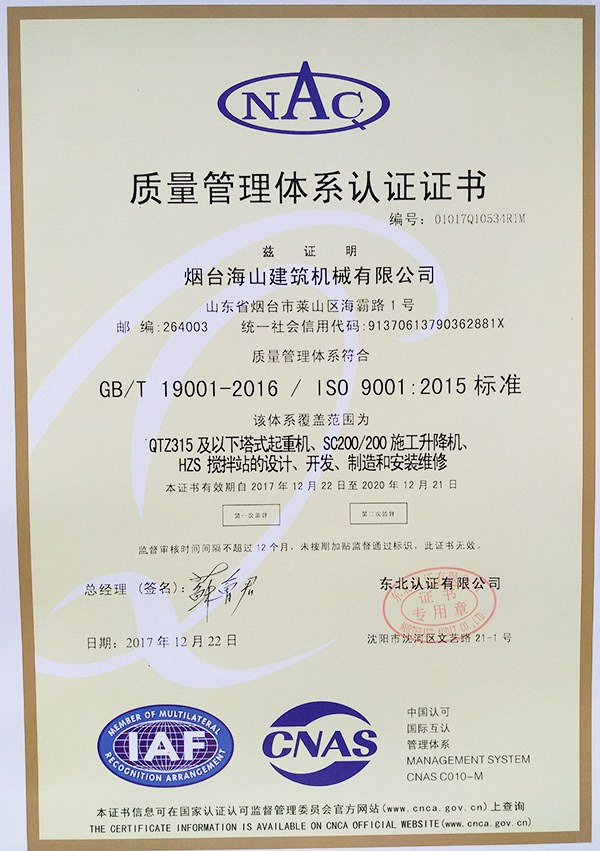 NAC
质量管理体系认证证书
编号：01017Q10534R1M
兹证明
烟台海山建筑机械有限公司
山东省烟台市莱山区海霸路1号
邮 编:264003 统一社会信用代码:91370613790362881X
质量管理体系符合
GB/T 19001-2016 / ISO 9001:2015 标准
该体系覆盖范围为
QTZ315 及以下塔式起重机、SC200/200 施工升降机、
HZS 搅拌站的设计、开发、制造和安装维修
本证书有效期自 2017 年 12 月 22 日至 2020 年 12 月 21 日
第一次监督 第二次监督
监督审核时间间隔不超过 12 个月，未按期加贴监督通过标识，此证书无效。
总经理（签名）:
东北认证有限公司
证书
专用章
NORTHEAST AUDIT CO.,LTD
日期：2017 年 12 月 22 日
沈阳市沈河区文艺路 21-1 号
MEMBER OF MULTILATERAL
IAF
RECOGNITION ARRANGEMENT
CNAS
中国认可
国际互认
管理体系
MANAGEMENT SYSTEM
CNAS C010-M
本证书信息可在国家认证认可监督管理委员会官方网站(www.cnca.gov.cn)上查询
THE CERTIFICATE INFORMATION IS AVAILABLE ON CNCA OFFICIAL WEBSITE(www.cnca.gov.cn)